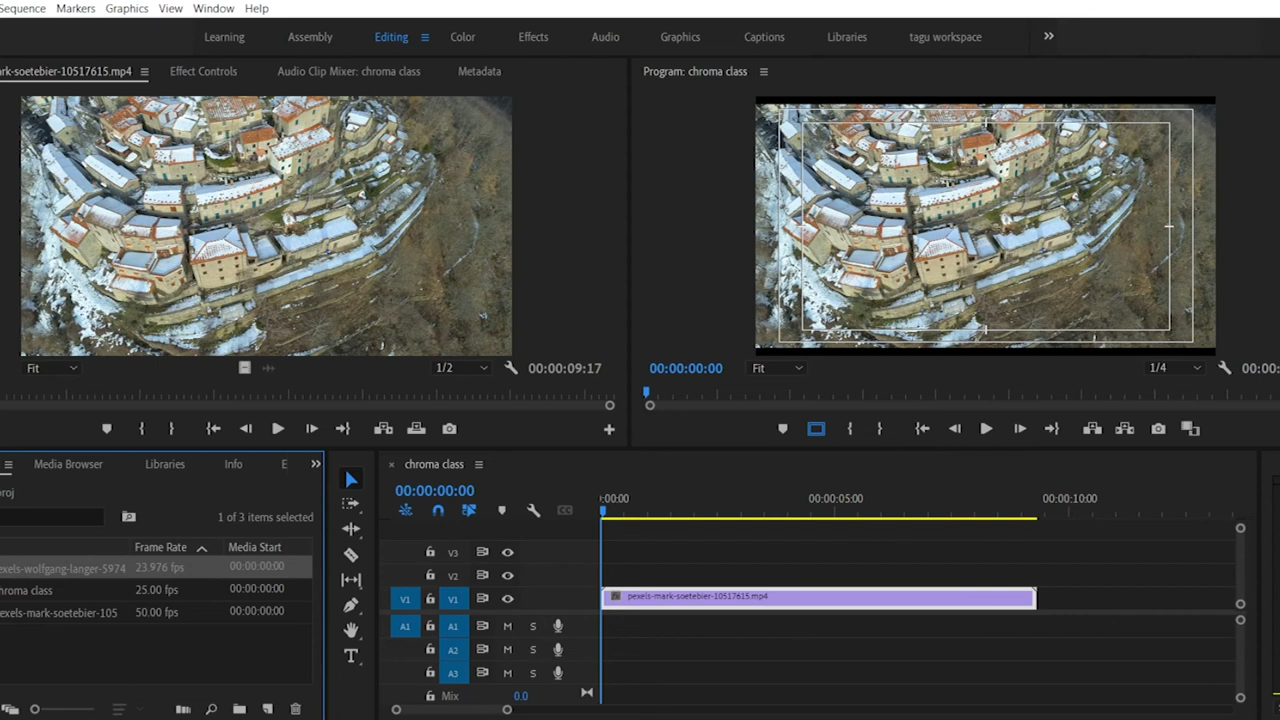 Sequence Markers Graphics View Window Help
Learning Assembly Editing Color Effects Audio Graphics Captions Libraries tagu workspace
rk-soetebier-10517615.mp4 Effect Controls Audio Clip Mixer: chroma class Metadata
Program: chroma class
Fit 1/2 00:00:09:17
00:00:00:00 Fit 1/4 00:00:
Media Browser Libraries Info E
chroma class
roj
00:00:00:00
1 of 3 items selected
:00:00 00:00:05:00 00:00:10:00
Frame Rate Media Start
exels-wolfgang-langer-5974 23.976 fps 00:00:00:00
hroma class 25.00 fps 00:00:00:00
exels-mark-soetebier-105 50.00 fps 00:00:00:00
V3
V2
V1 V1 pexels-mark-soetebier-10517615.mp4
A1 A1 M S
A2 M S
A3 M S
Mix 0.0
T